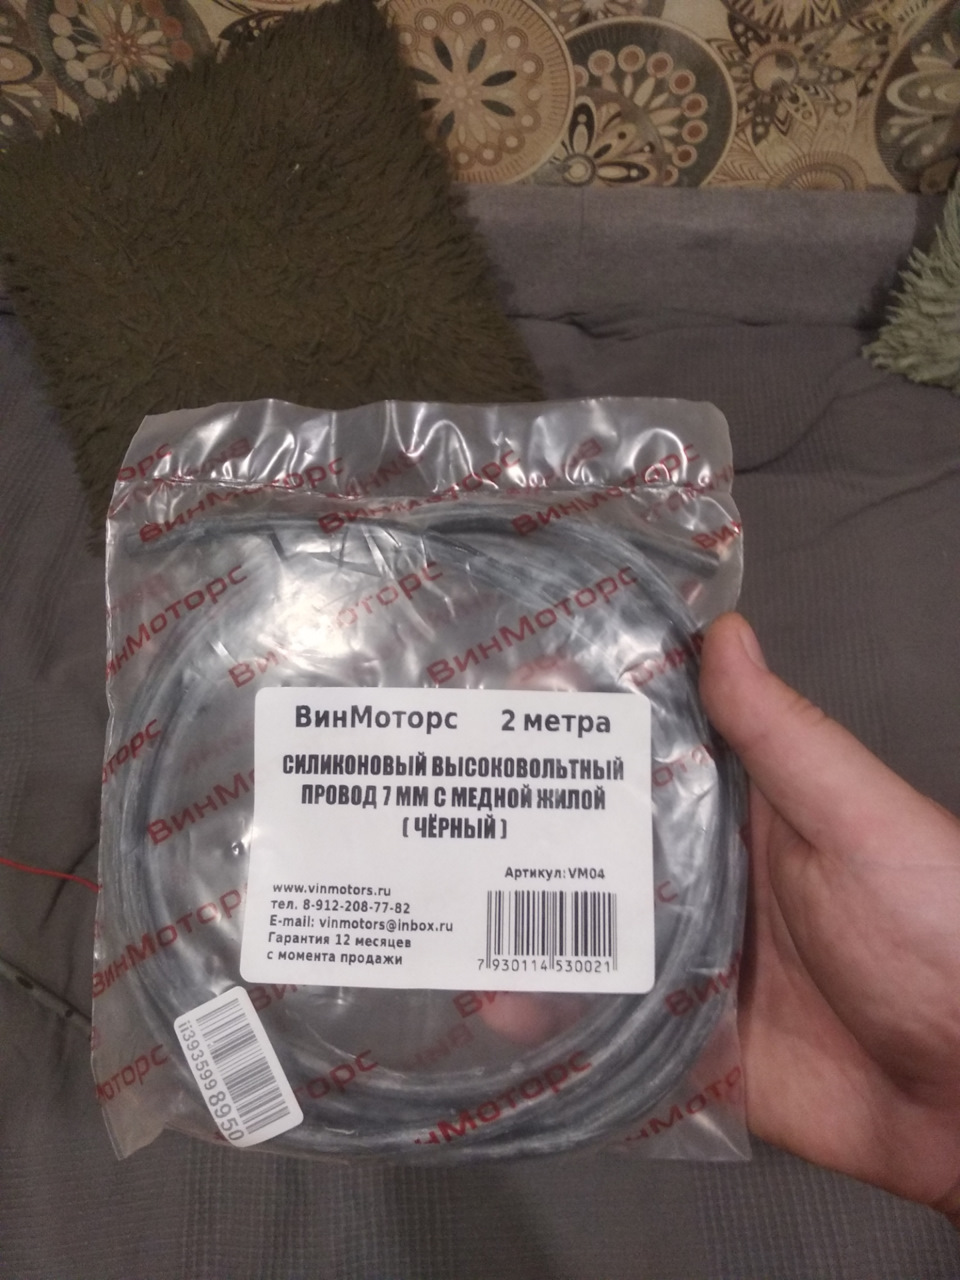 ВинМоторс
ВинМоторс
ВинМоторс
ВинМоторс
ВинМоторс
ВинМоторс 2 метра
СИЛИКОНОВЫЙ ВЫСОКОВОЛЬТНЫЙ
ПРОВОД 7 ММ С МЕДНОЙ ЖИЛОЙ
( ЧЁРНЫЙ )
Артикул: VM04
www.vinmotors.ru
тел. 8-912-208-77-82
E-mail: vinmotors@inbox.ru
Гарантия 12 месяцев
с момента продажи
7 930114 530021
ii3935998950